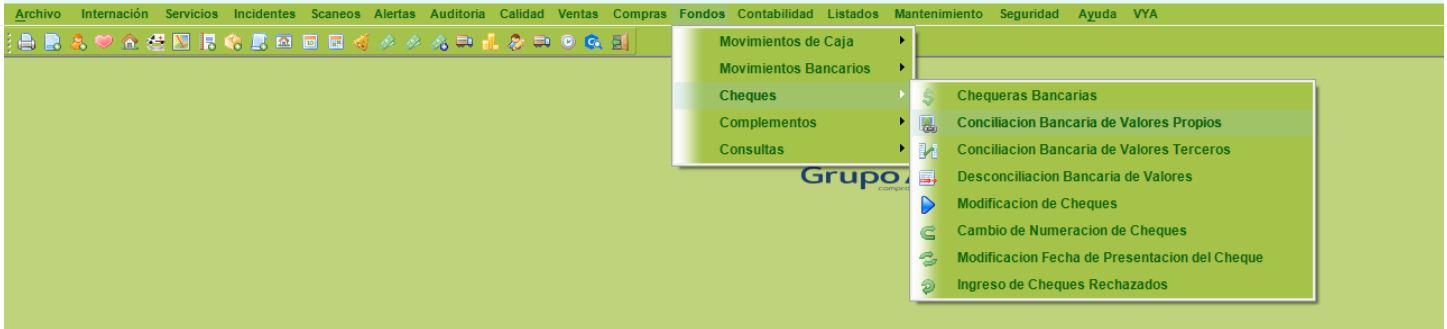 Archivo Internación Servicios Incidentes Scaneos Alertas Auditoria Calidad Ventas Compras Fondos Contabilidad Listados Mantenimiento Seguridad Ayuda VYA
Movimientos de Caja
Movimientos Bancarios
Cheques
Complementos
Consultas
Chequeras Bancarias
Conciliacion Bancaria de Valores Propios
Conciliacion Bancaria de Valores Terceros
Desconciliacion Bancaria de Valores
Modificacion de Cheques
Cambio de Numeracion de Cheques
Modificacion Fecha de Presentacion del Cheque
Ingreso de Cheques Rechazados
Grupo